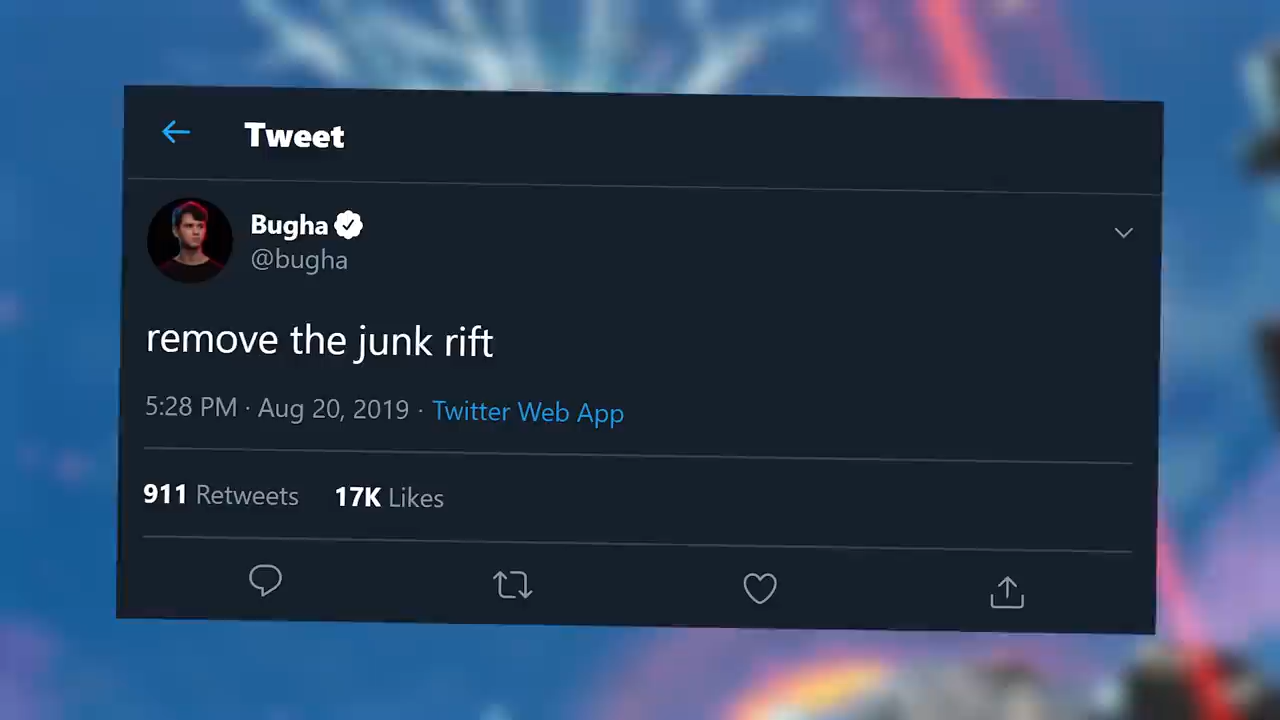 Tweet
Bugha
@bugha
remove the junk rift
5:28 PM · Aug 20, 2019 · Twitter Web App
911 Retweets 17K Likes